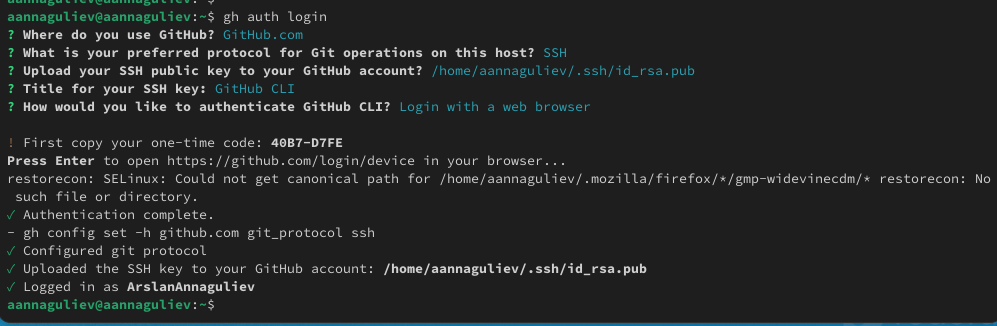 aannaguliev@aannaguliev:~$ gh auth login
? Where do you use GitHub? GitHub.com
? What is your preferred protocol for Git operations on this host? SSH
? Upload your SSH public key to your GitHub account? /home/aannaguliev/.ssh/id_rsa.pub
? Title for your SSH key: GitHub CLI
? How would you like to authenticate GitHub CLI? Login with a web browser
! First copy your one-time code: 40B7-D7FE
Press Enter to open https://github.com/login/device in your browser...
restorecon: SELinux: Could not get canonical path for /home/aannaguliev/.mozilla/firefox/*/gmp-widevinecdm/* restorecon: No
such file or directory.
✓ Authentication complete.
- gh config set -h github.com git_protocol ssh
✓ Configured git protocol
✓ Uploaded the SSH key to your GitHub account: /home/aannaguliev/.ssh/id_rsa.pub
✓ Logged in as ArslanAnnaguliev
aannaguliev@aannaguliev:~$